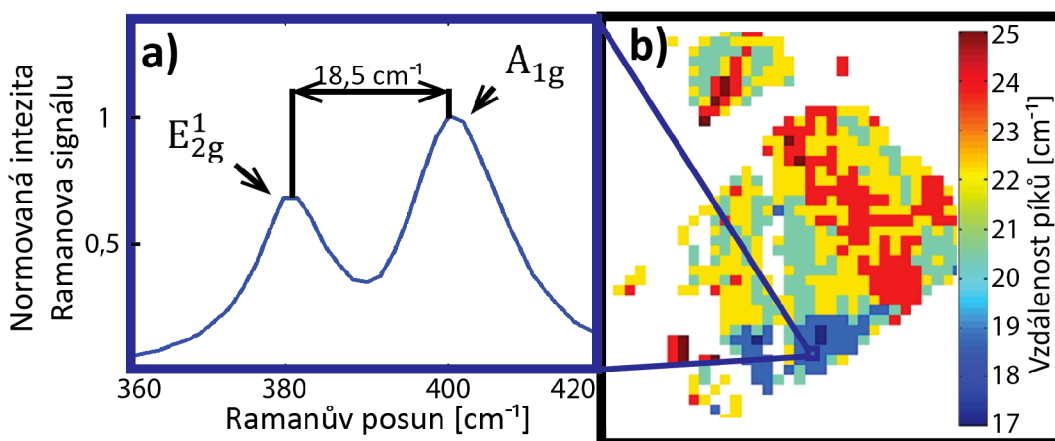 a)
18,5 cm⁻¹
A₁g
E¹₂g
Normovaná intezita
Ramanova signálu
1
0,5
360
380
400
420
Ramanův posun [cm⁻¹]
b)
25
24
23
22
21
20
19
18
17
Vzdálenost píků [cm⁻¹]